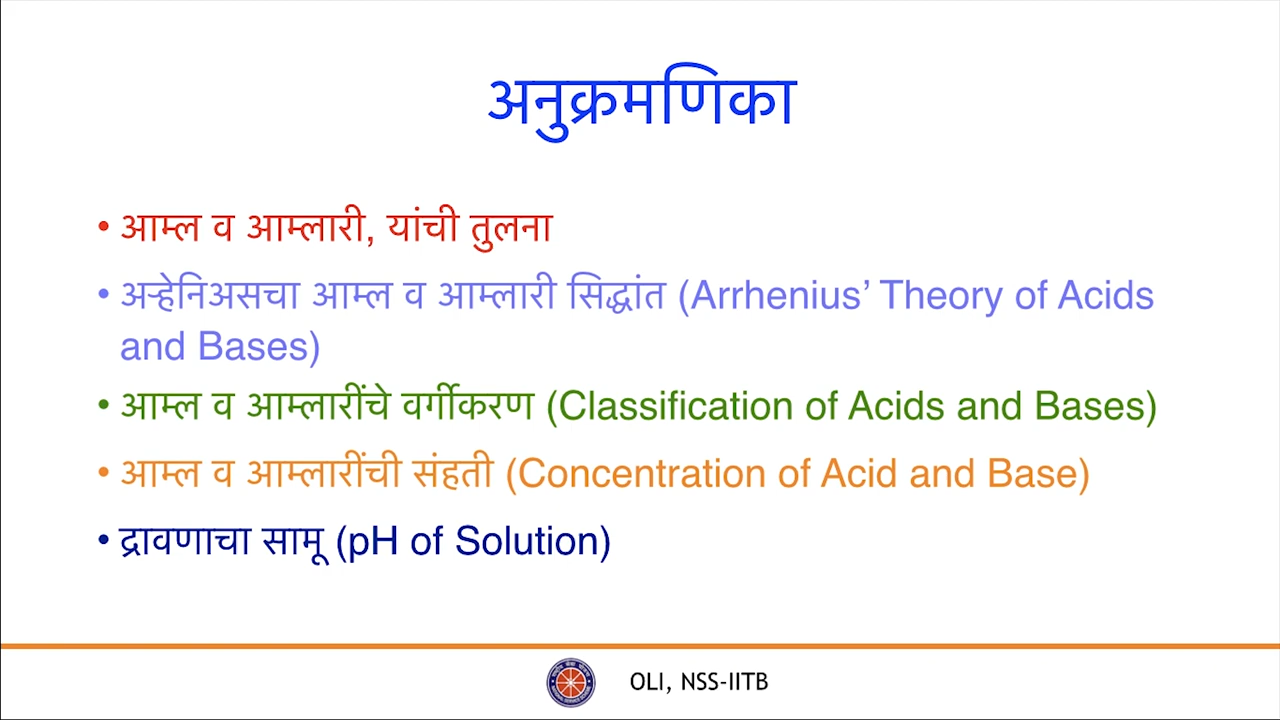 अनुक्रमणिका
• आम्ल व आम्लारी, यांची तुलना
• अऱ्हेनिअसचा आम्ल व आम्लारी सिद्धांत (Arrhenius’ Theory of Acids
and Bases)
• आम्ल व आम्लारींचे वर्गीकरण (Classification of Acids and Bases)
• आम्ल व आम्लारींची संहती (Concentration of Acid and Base)
• द्रावणाचा सामू (pH of Solution)
OLI, NSS-IITB